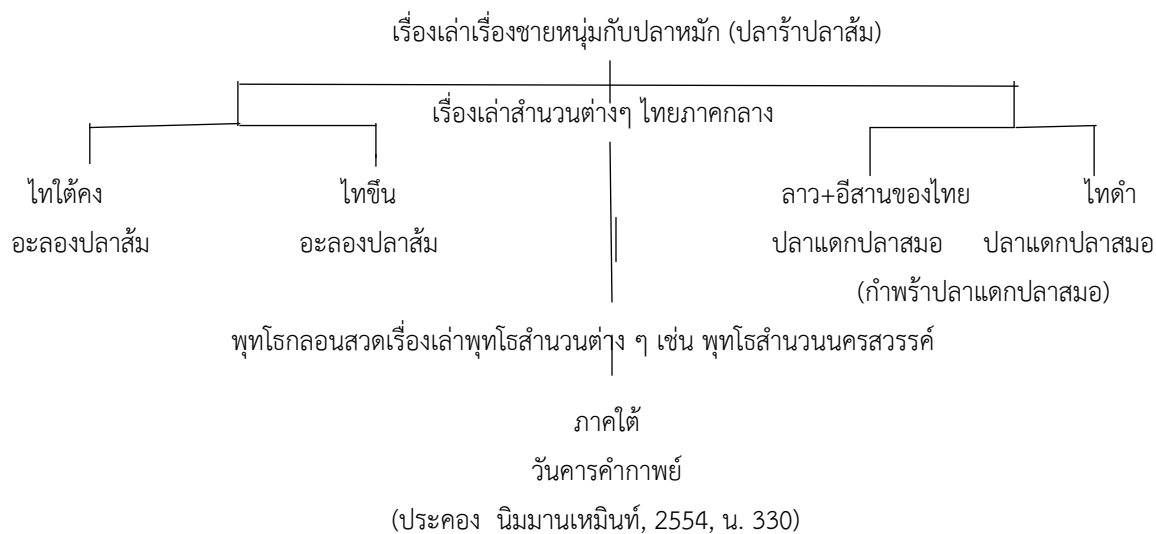 เรื่องเล่าเรื่องชายหนุ่มกับปลาหมัก (ปลาร้าปลาส้ม)
เรื่องเล่าสำนวนต่างๆ ไทยภาคกลาง
ไทใต้คง ไทขึน ลาว+อีสานของไทย ไทดำ
อะลองปลาส้ม อะลองปลาส้ม ปลาแดกปลาสมอ ปลาแดกปลาสมอ
(กำพร้าปลาแดกปลาสมอ)
พุทโธกลอนสวดเรื่องเล่าพุทโธสำนวนต่าง ๆ เช่น พุทโธสำนวนนครสวรรค์
ภาคใต้
วันคารคำกาพย์
(ประคอง นิมมานเหมินท์, 2554, น. 330)